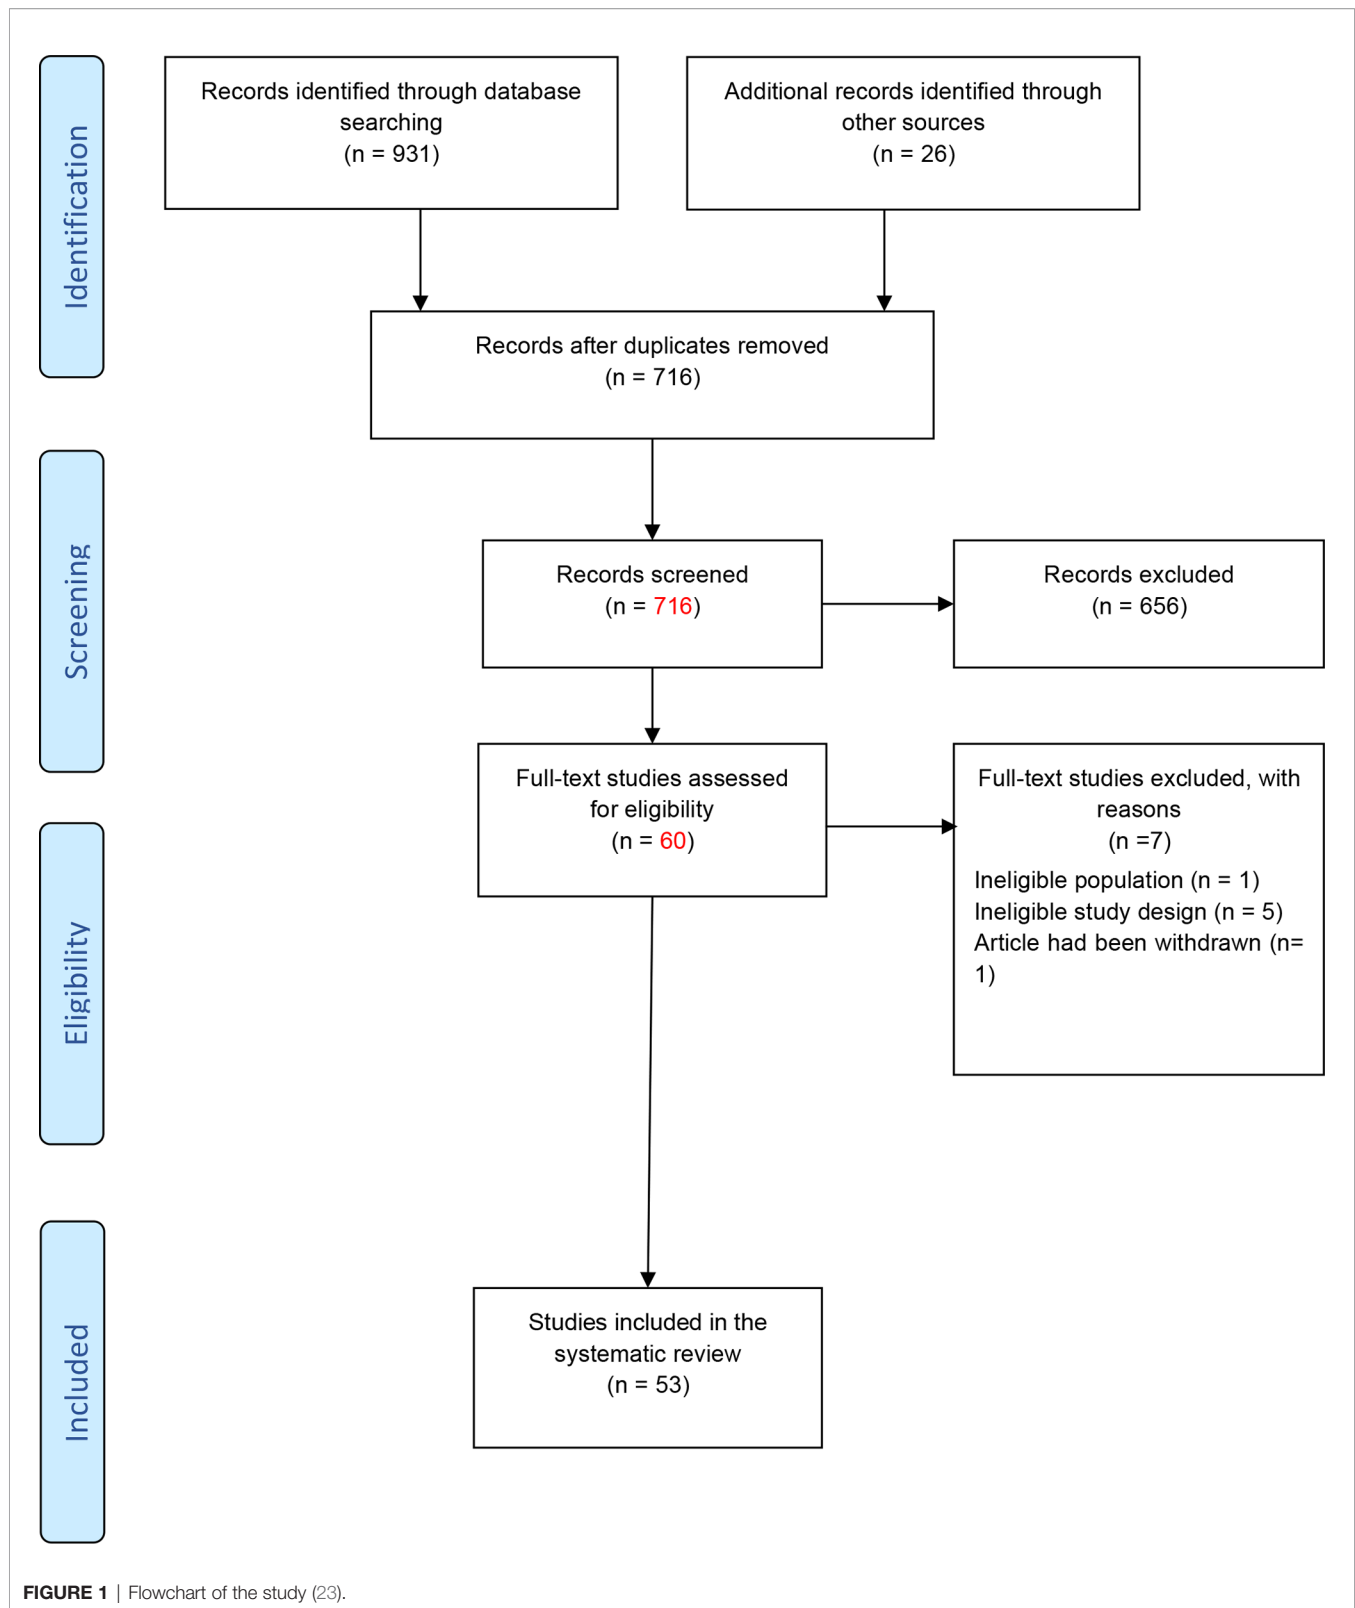 Identification
Records identified through database
searching
(n = 931)
Additional records identified through
other sources
(n = 26)
Records after duplicates removed
(n = 716)
Screening
Records screened
(n = 716)
Records excluded
(n = 656)
Full-text studies assessed
for eligibility
(n = 60)
Full-text studies excluded, with
reasons
(n =7)
Ineligible population (n = 1)
Ineligible study design (n = 5)
Article had been withdrawn (n=
1)
Eligibility
Included
Studies included in the
systematic review
(n = 53)
FIGURE 1 | Flowchart of the study (23).